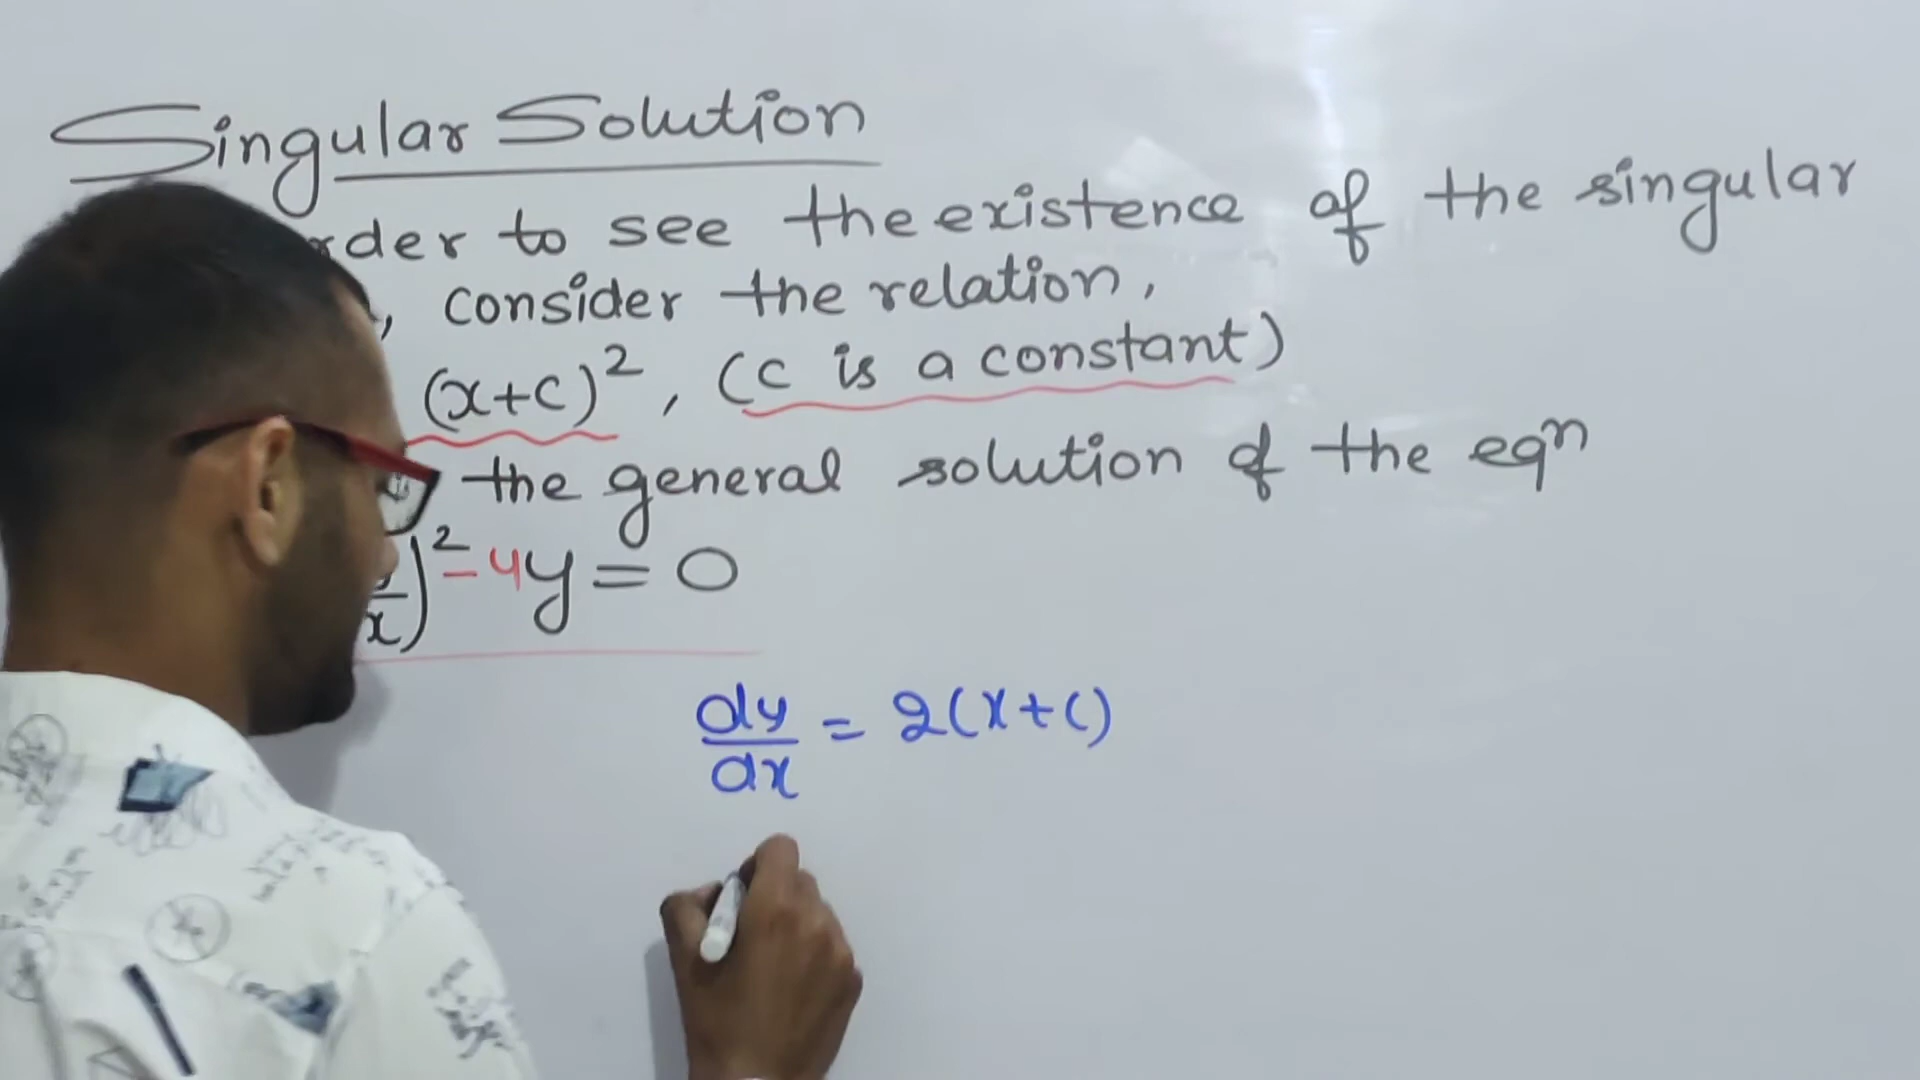 Singular Solution
to see the existence of the singular
, consider the relation,
(x+c)², (c is a constant)
the general solution of the eqⁿ
)² -4y = 0
dy/dx = 2(x+c)